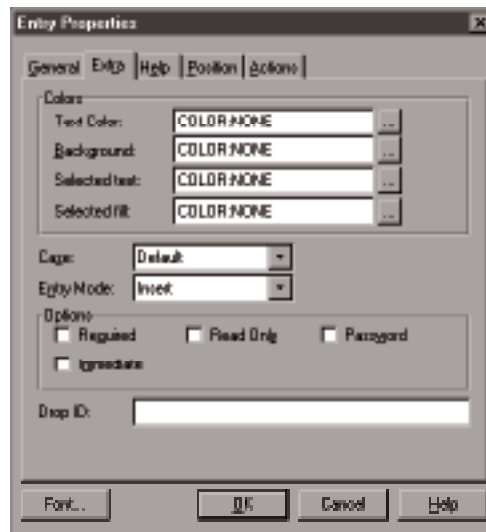 Entry Properties
General Extra Help Position Actions
Colors
Text Color: COLOR:NONE ...
Background: COLOR:NONE ...
Selected text: COLOR:NONE ...
Selected fill: COLOR:NONE ...
Case: Default
Entry Mode: Insert
Options
Required Read Only Password
Immediate
Drop ID:
Font... OK Cancel Help